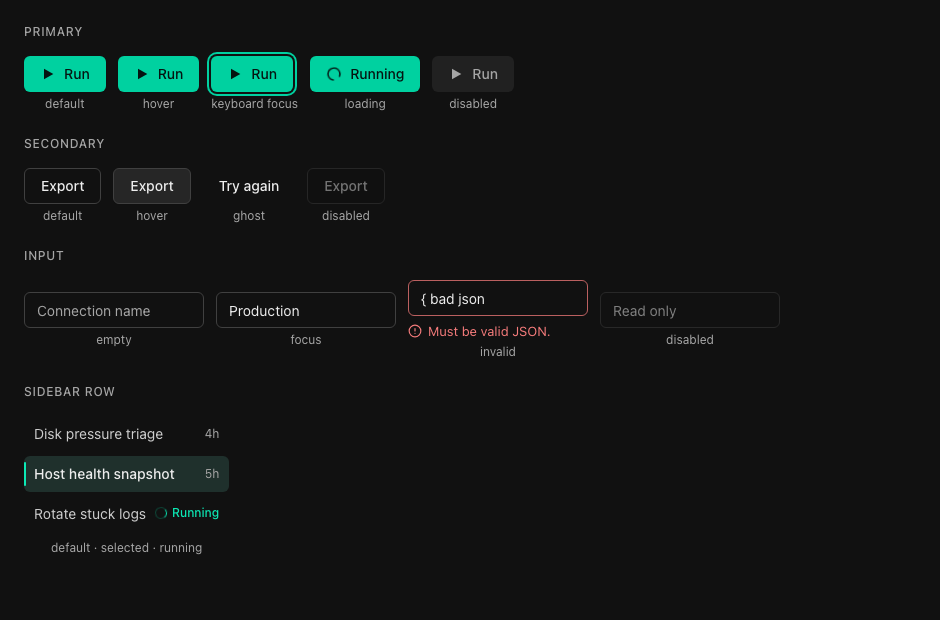 PRIMARY
Run Run Run Running Run
default hover keyboard focus loading disabled
SECONDARY
Export Export Try again Export
default hover ghost disabled
INPUT
Connection name Production { bad json Read only
Must be valid JSON.
empty focus invalid disabled
SIDEBAR ROW
Disk pressure triage 4h
Host health snapshot 5h
Rotate stuck logs Running
default · selected · running